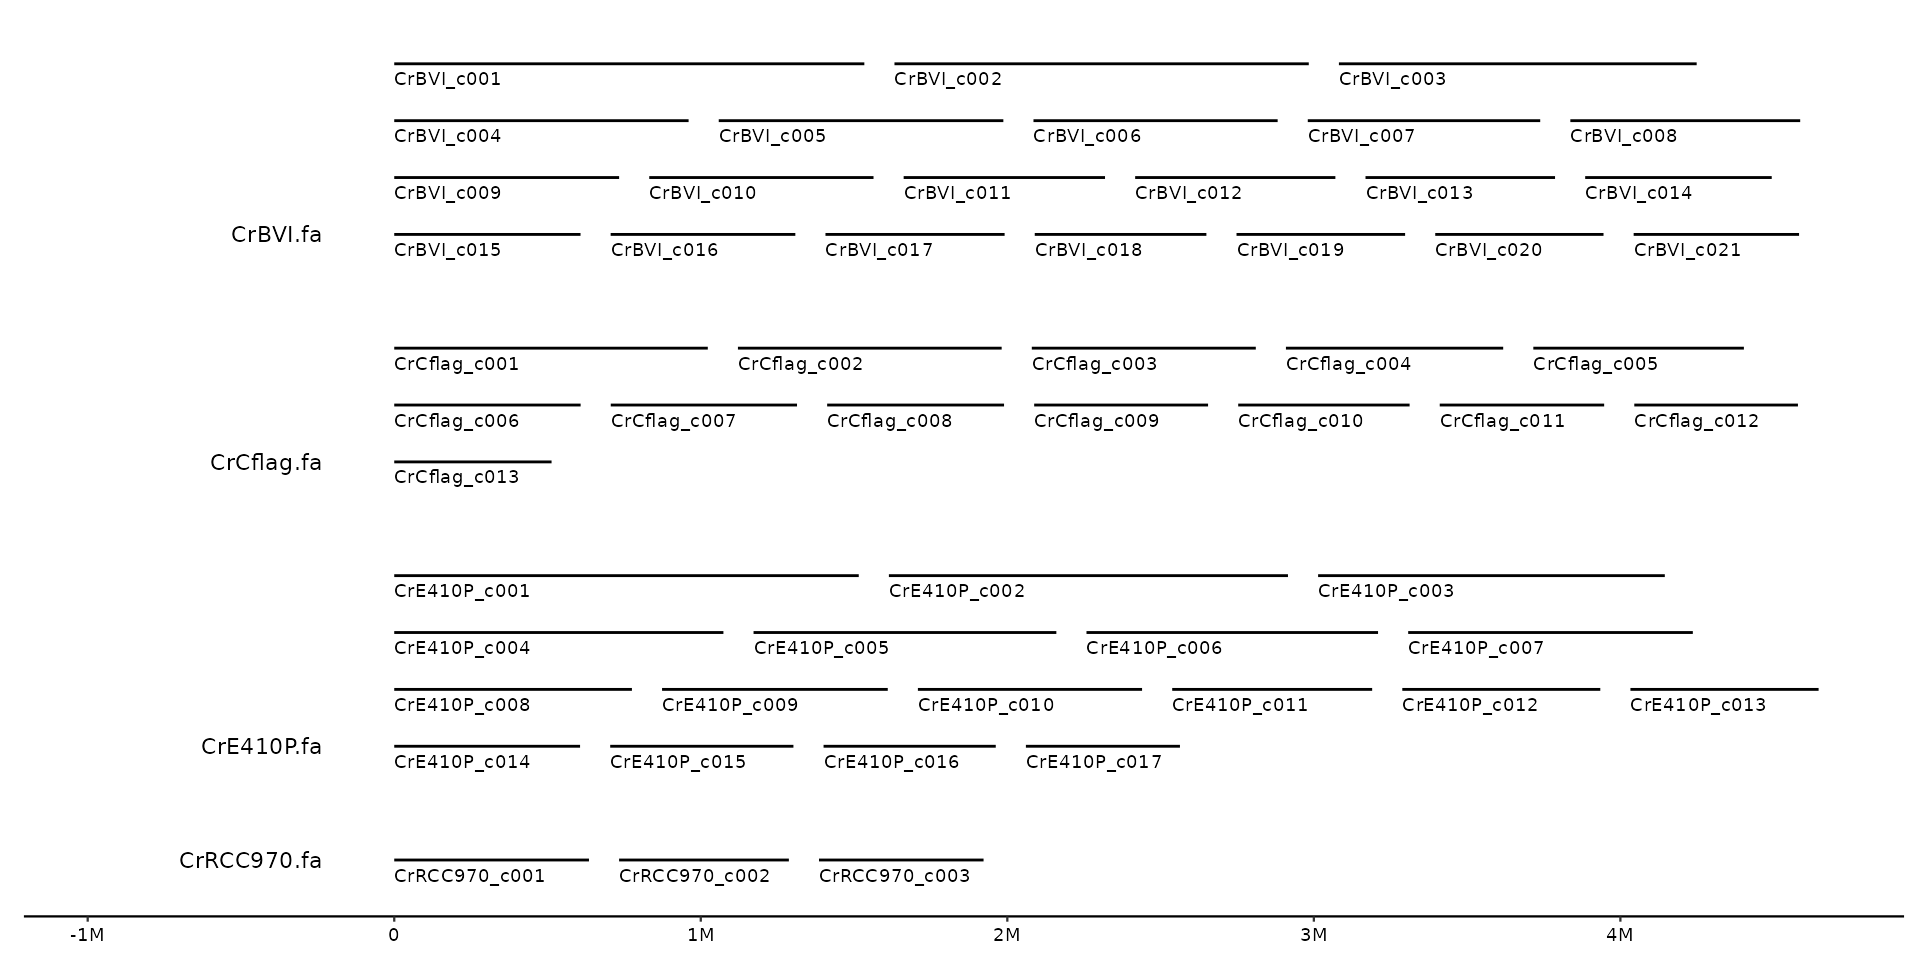 CrBVI_c001 CrBVI_c002 CrBVI_c003
CrBVI_c004 CrBVI_c005 CrBVI_c006 CrBVI_c007 CrBVI_c008
CrBVI_c009 CrBVI_c010 CrBVI_c011 CrBVI_c012 CrBVI_c013 CrBVI_c014
CrBVI.fa
CrBVI_c015 CrBVI_c016 CrBVI_c017 CrBVI_c018 CrBVI_c019 CrBVI_c020 CrBVI_c021
CrCflag_c001 CrCflag_c002 CrCflag_c003 CrCflag_c004 CrCflag_c005
CrCflag_c006 CrCflag_c007 CrCflag_c008 CrCflag_c009 CrCflag_c010 CrCflag_c011 CrCflag_c012
CrCflag.fa
CrCflag_c013
CrE410P_c001 CrE410P_c002 CrE410P_c003
CrE410P_c004 CrE410P_c005 CrE410P_c006 CrE410P_c007
CrE410P_c008 CrE410P_c009 CrE410P_c010 CrE410P_c011 CrE410P_c012 CrE410P_c013
CrE410P.fa
CrE410P_c014 CrE410P_c015 CrE410P_c016 CrE410P_c017
CrRCC970.fa
CrRCC970_c001 CrRCC970_c002 CrRCC970_c003
-1M 0 1M 2M 3M 4M